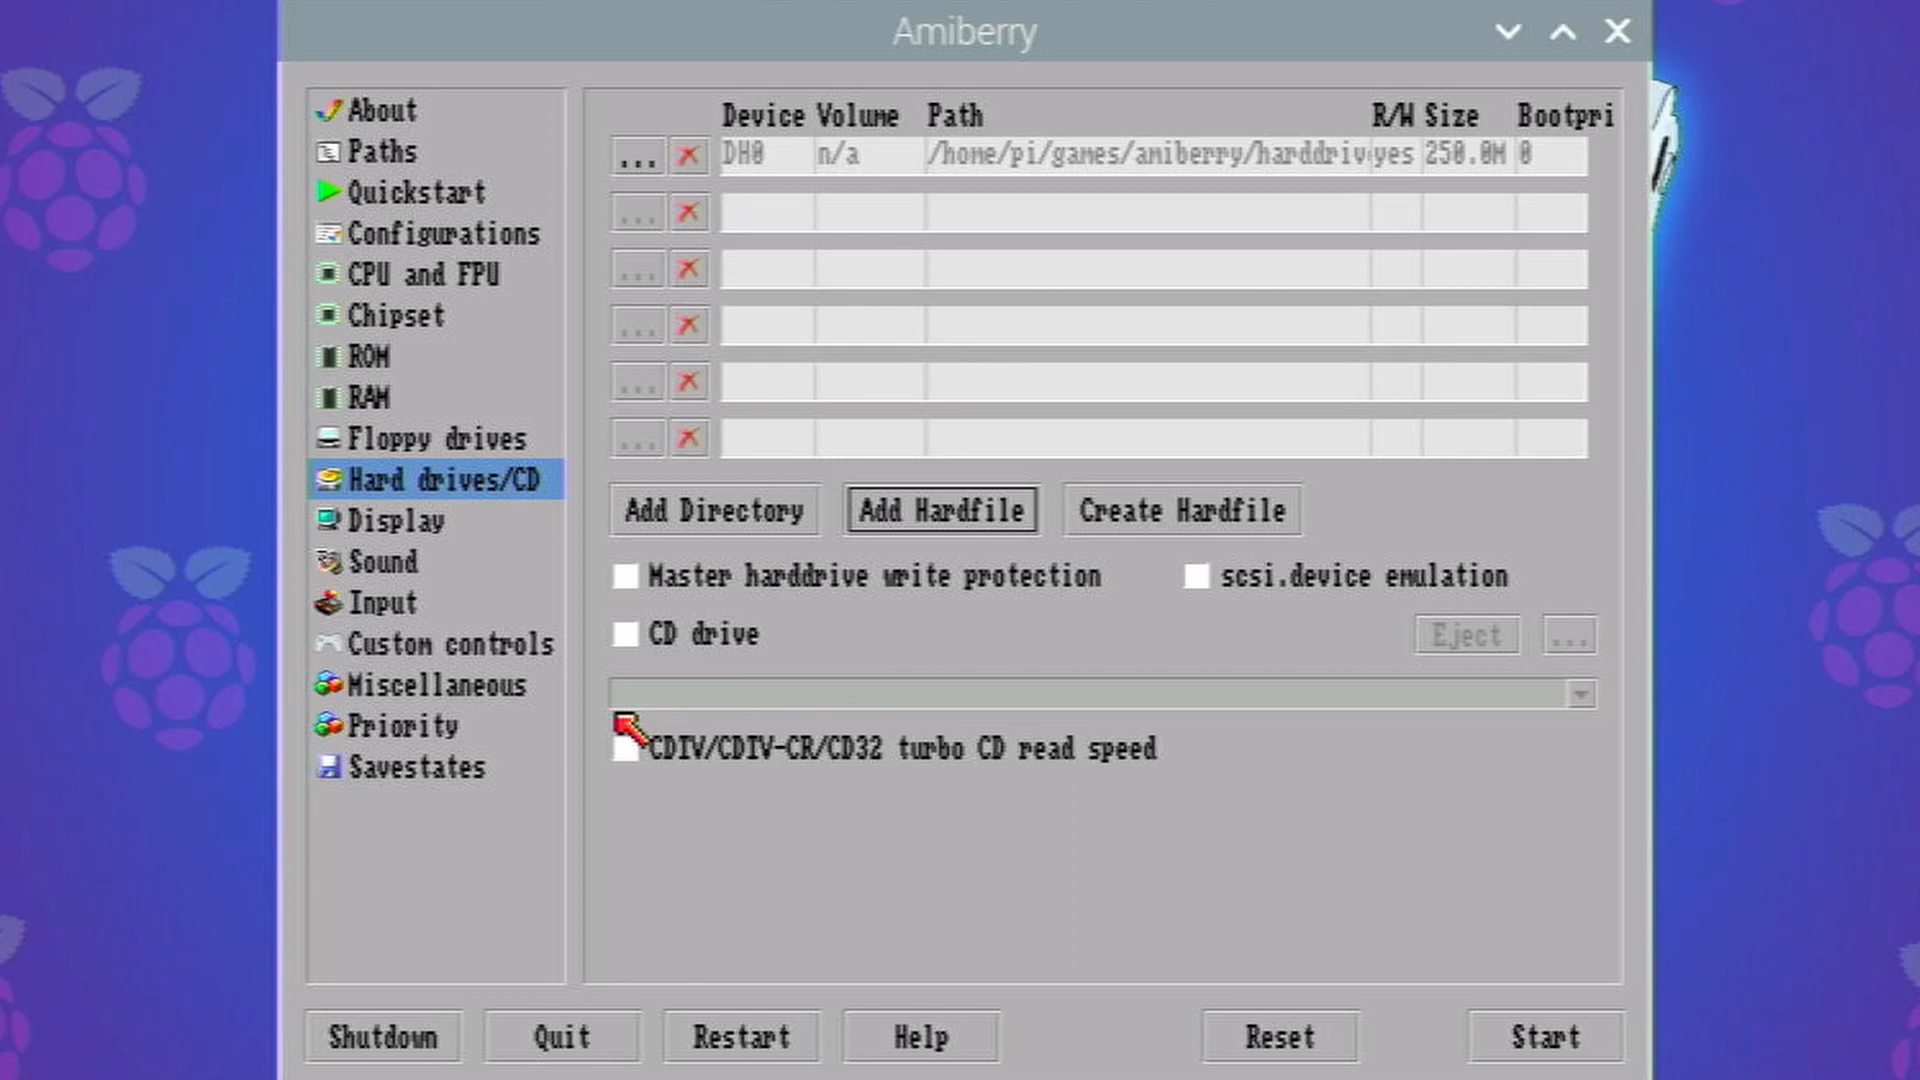 Amiberry
About
Paths
Quickstart
Configurations
CPU and FPU
Chipset
ROM
RAM
Floppy drives
Hard drives/CD
Display
Sound
Input
Custom controls
Miscellaneous
Priority
Savestates
Device Volume Path R/W Size Bootpri
... DH0 n/a /home/pi/games/amiberry/harddriv yes 250.0M 0
...
...
...
...
...
Add Directory Add Hardfile Create Hardfile
Master harddrive write protection scsi.device emulation
CD drive Eject ...
CDTV/CDTV-CR/CD32 turbo CD read speed
Shutdown Quit Restart Help Reset Start